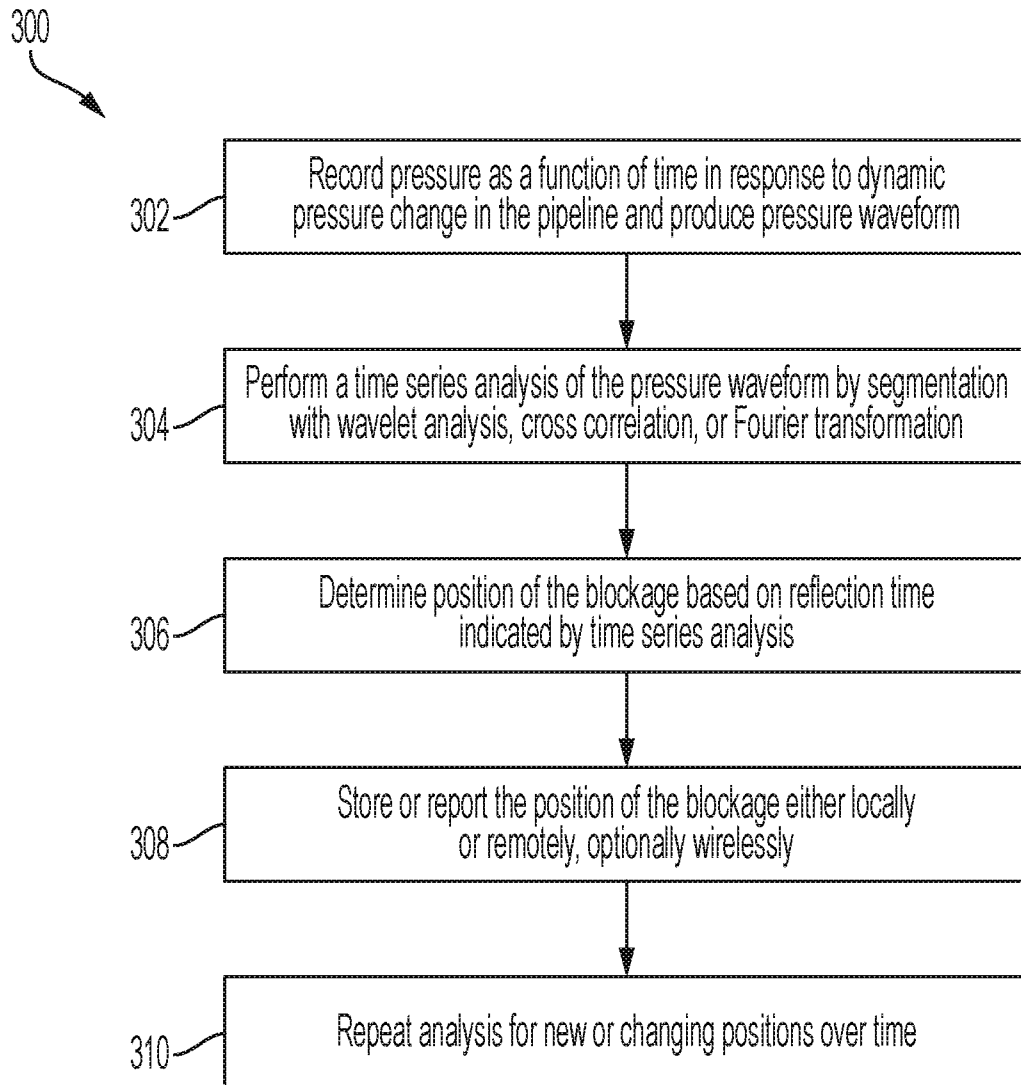 300
302
Record pressure as a function of time in response to dynamic
pressure change in the pipeline and produce pressure waveform
304
Perform a time series analysis of the pressure waveform by segmentation
with wavelet analysis, cross correlation, or Fourier transformation
306
Determine position of the blockage based on reflection time
indicated by time series analysis
308
Store or report the position of the blockage either locally
or remotely, optionally wirelessly
310
Repeat analysis for new or changing positions over time